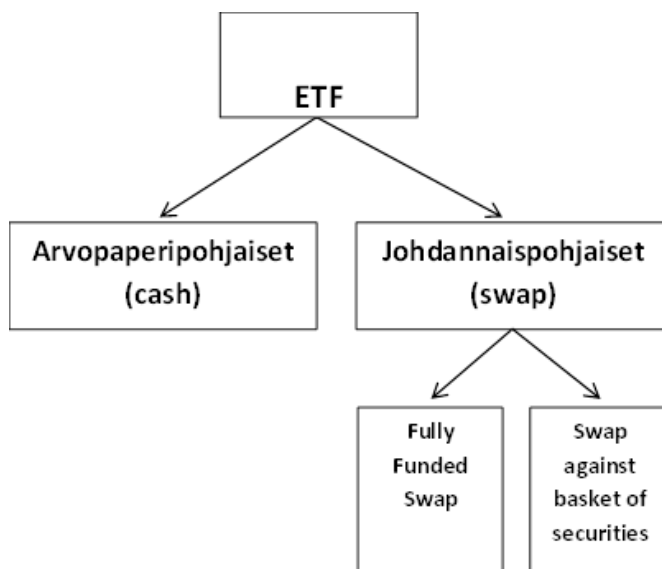 ETF
Arvopaperipohjaiset
(cash)
Johdannaispohjaiset
(swap)
Fully
Funded
Swap
Swap
against
basket of
securities